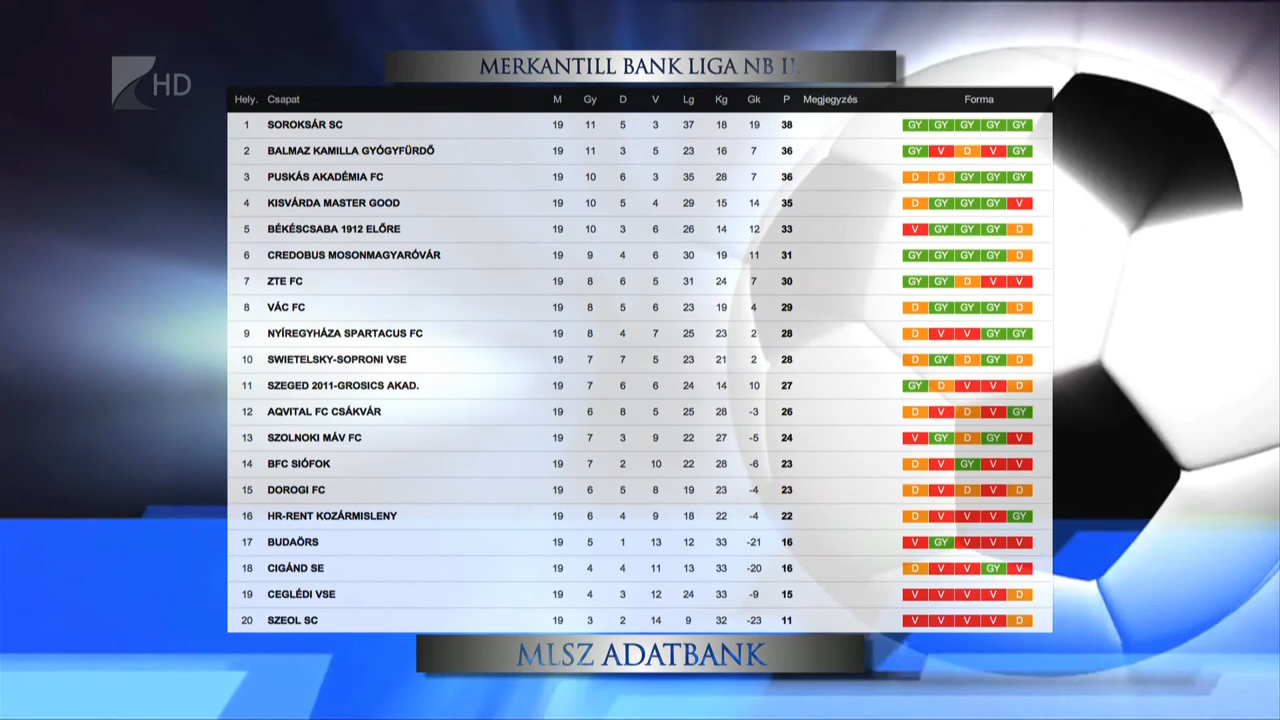 HD
MERKANTILL BANK LIGA NB II.
Hely. Csapat M Gy D V Lg Kg Gk P Megjegyzés Forma
1 SOROKSÁR SC 19 11 5 3 37 18 19 38 GY GY GY GY GY
2 BALMAZ KAMILLA GYÓGYFÜRDŐ 19 11 3 5 23 16 7 36 GY V D V GY
3 PUSKÁS AKADÉMIA FC 19 10 6 3 35 28 7 36 D D GY GY GY
4 KISVÁRDA MASTER GOOD 19 10 5 4 29 15 14 35 D GY GY GY V
5 BÉKÉSCSABA 1912 ELŐRE 19 10 3 6 26 14 12 33 V GY GY GY D
6 CREDOBUS MOSONMAGYARÓVÁR 19 9 4 6 30 19 11 31 GY GY GY GY D
7 ZTE FC 19 8 6 5 31 24 7 30 GY GY D V V
8 VÁC FC 19 8 5 6 23 19 4 29 D GY GY GY D
9 NYÍREGYHÁZA SPARTACUS FC 19 8 4 7 25 23 2 28 D V V GY GY
10 SWIETELSKY-SOPRONI VSE 19 7 7 5 23 21 2 28 D GY D GY D
11 SZEGED 2011-GROSICS AKAD. 19 7 6 6 24 14 10 27 GY D V V D
12 AQVITAL FC CSÁKVÁR 19 6 8 5 25 28 -3 26 D V D V GY
13 SZOLNOKI MÁV FC 19 7 3 9 22 27 -5 24 V GY D GY V
14 BFC SIÓFOK 19 7 2 10 22 28 -6 23 D V GY V V
15 DOROGI FC 19 6 5 8 19 23 -4 23 D V D V D
16 HR-RENT KOZÁRMISLENY 19 6 4 9 18 22 -4 22 D V V V GY
17 BUDAÖRS 19 5 1 13 12 33 -21 16 V GY V V V
18 CIGÁND SE 19 4 4 11 13 33 -20 16 D V V GY V
19 CEGLÉDI VSE 19 4 3 12 24 33 -9 15 V V V V D
20 SZEOL SC 19 3 2 14 9 32 -23 11 V V V V D
MLSZ ADATBANK